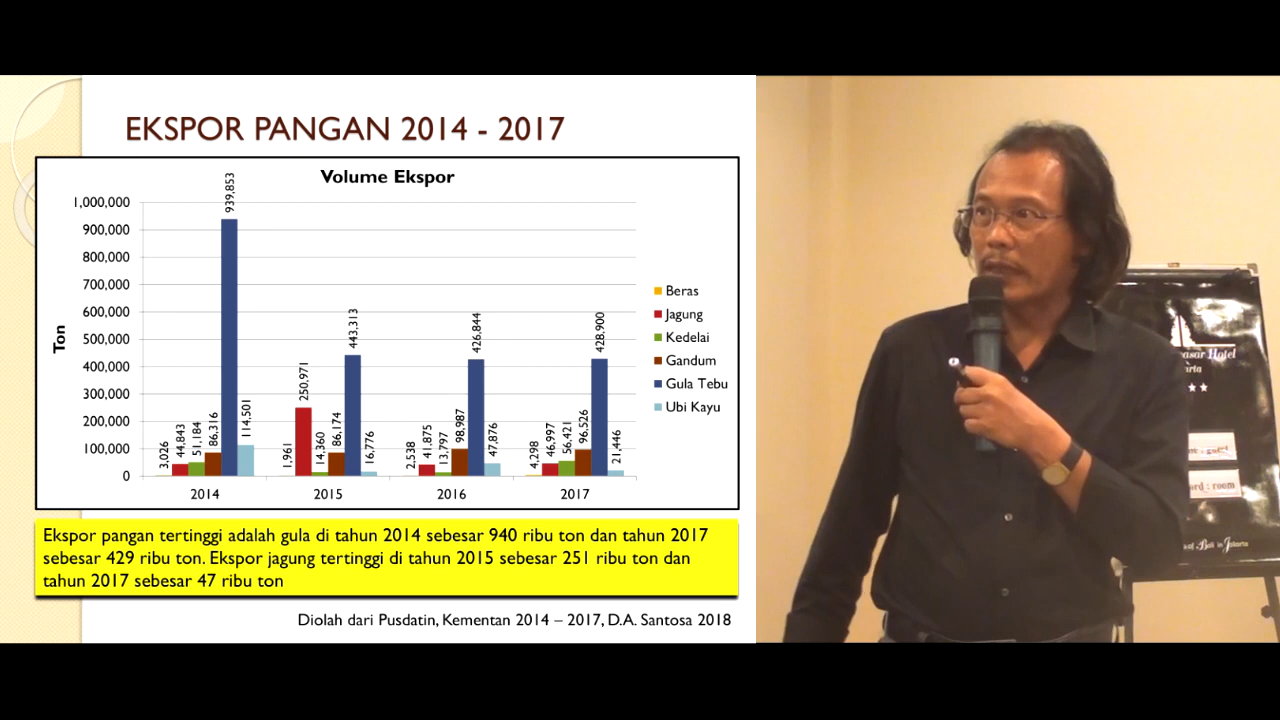 EKSPOR PANGAN 2014 - 2017
Volume Ekspor
Ton
1,000,000
900,000
800,000
700,000
600,000
500,000
400,000
300,000
200,000
100,000
0
3,026
44,843
51,184
86,316
939,853
114,501
1,961
250,971
14,360
86,174
443,313
16,776
2,538
41,875
13,797
98,987
426,844
47,876
4,298
46,997
56,421
96,526
428,900
21,446
2014
2015
2016
2017
Beras
Jagung
Kedelai
Gandum
Gula Tebu
Ubi Kayu
Ekspor pangan tertinggi adalah gula di tahun 2014 sebesar 940 ribu ton dan tahun 2017
sebesar 429 ribu ton. Ekspor jagung tertinggi di tahun 2015 sebesar 251 ribu ton dan
tahun 2017 sebesar 47 ribu ton
Diolah dari Pusdatin, Kementan 2014 – 2017, D.A. Santosa 2018
Hotel
: room
of Bali in Jakarta